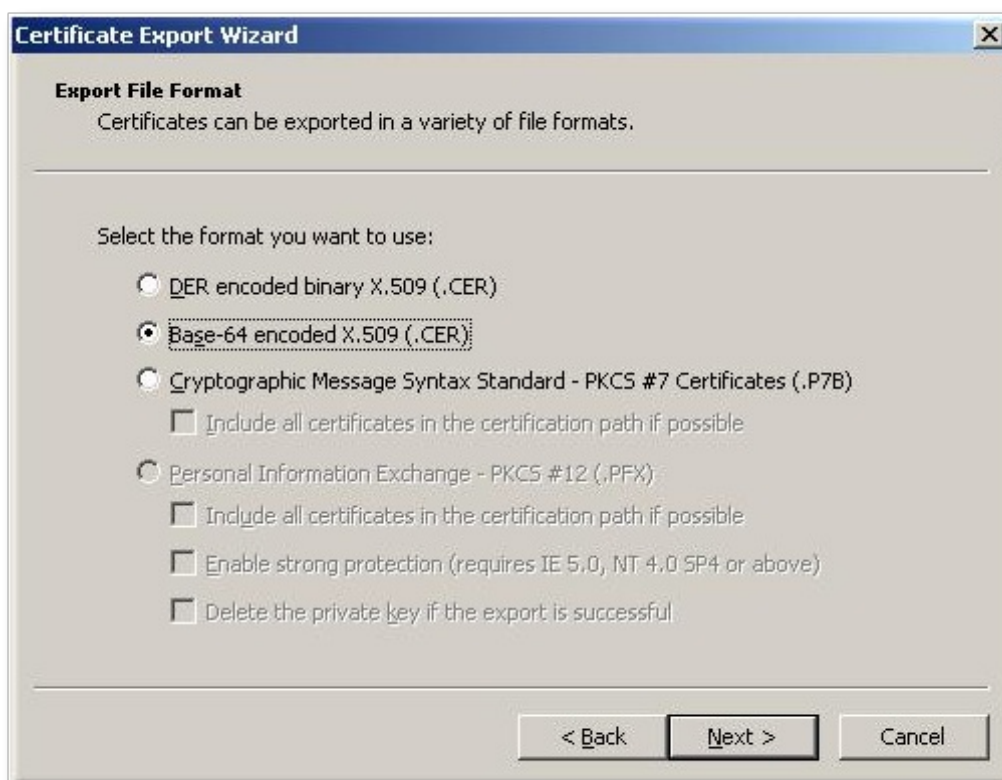 Certificate Export Wizard
Export File Format
Certificates can be exported in a variety of file formats.
Select the format you want to use:
DER encoded binary X.509 (.CER)
Base-64 encoded X.509 (.CER)
Cryptographic Message Syntax Standard - PKCS #7 Certificates (.P7B)
Include all certificates in the certification path if possible
Personal Information Exchange - PKCS #12 (.PFX)
Include all certificates in the certification path if possible
Enable strong protection (requires IE 5.0, NT 4.0 SP4 or above)
Delete the private key if the export is successful
< Back Next > Cancel